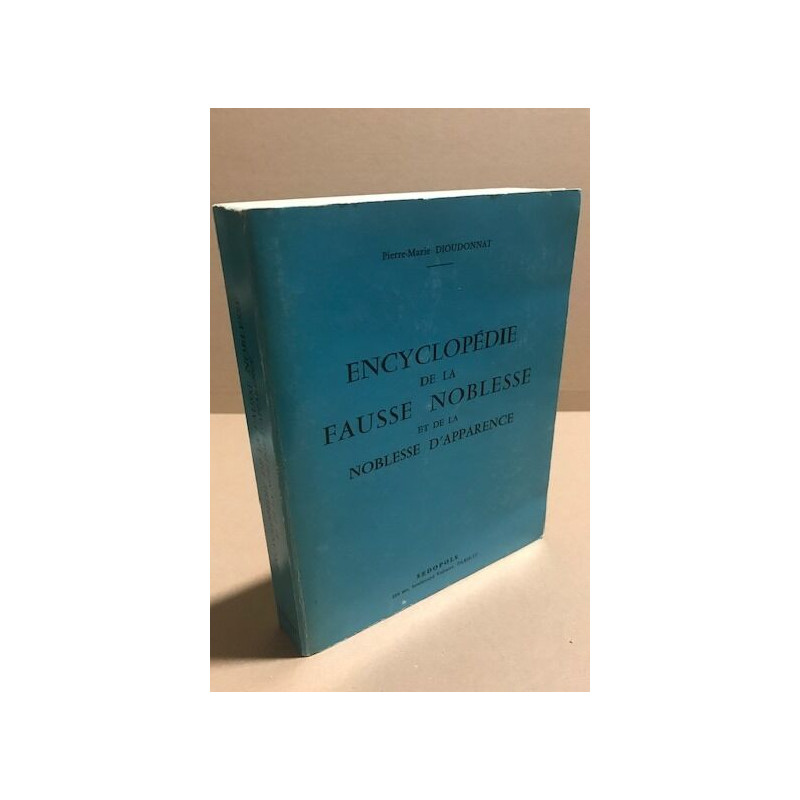 Pierre-Marie DIOUDONNAT
ENCYCLOPÉDIE
DE LA
FAUSSE NOBLESSE
ET DE LA
NOBLESSE D'APPARENCE
SEDOPOLS